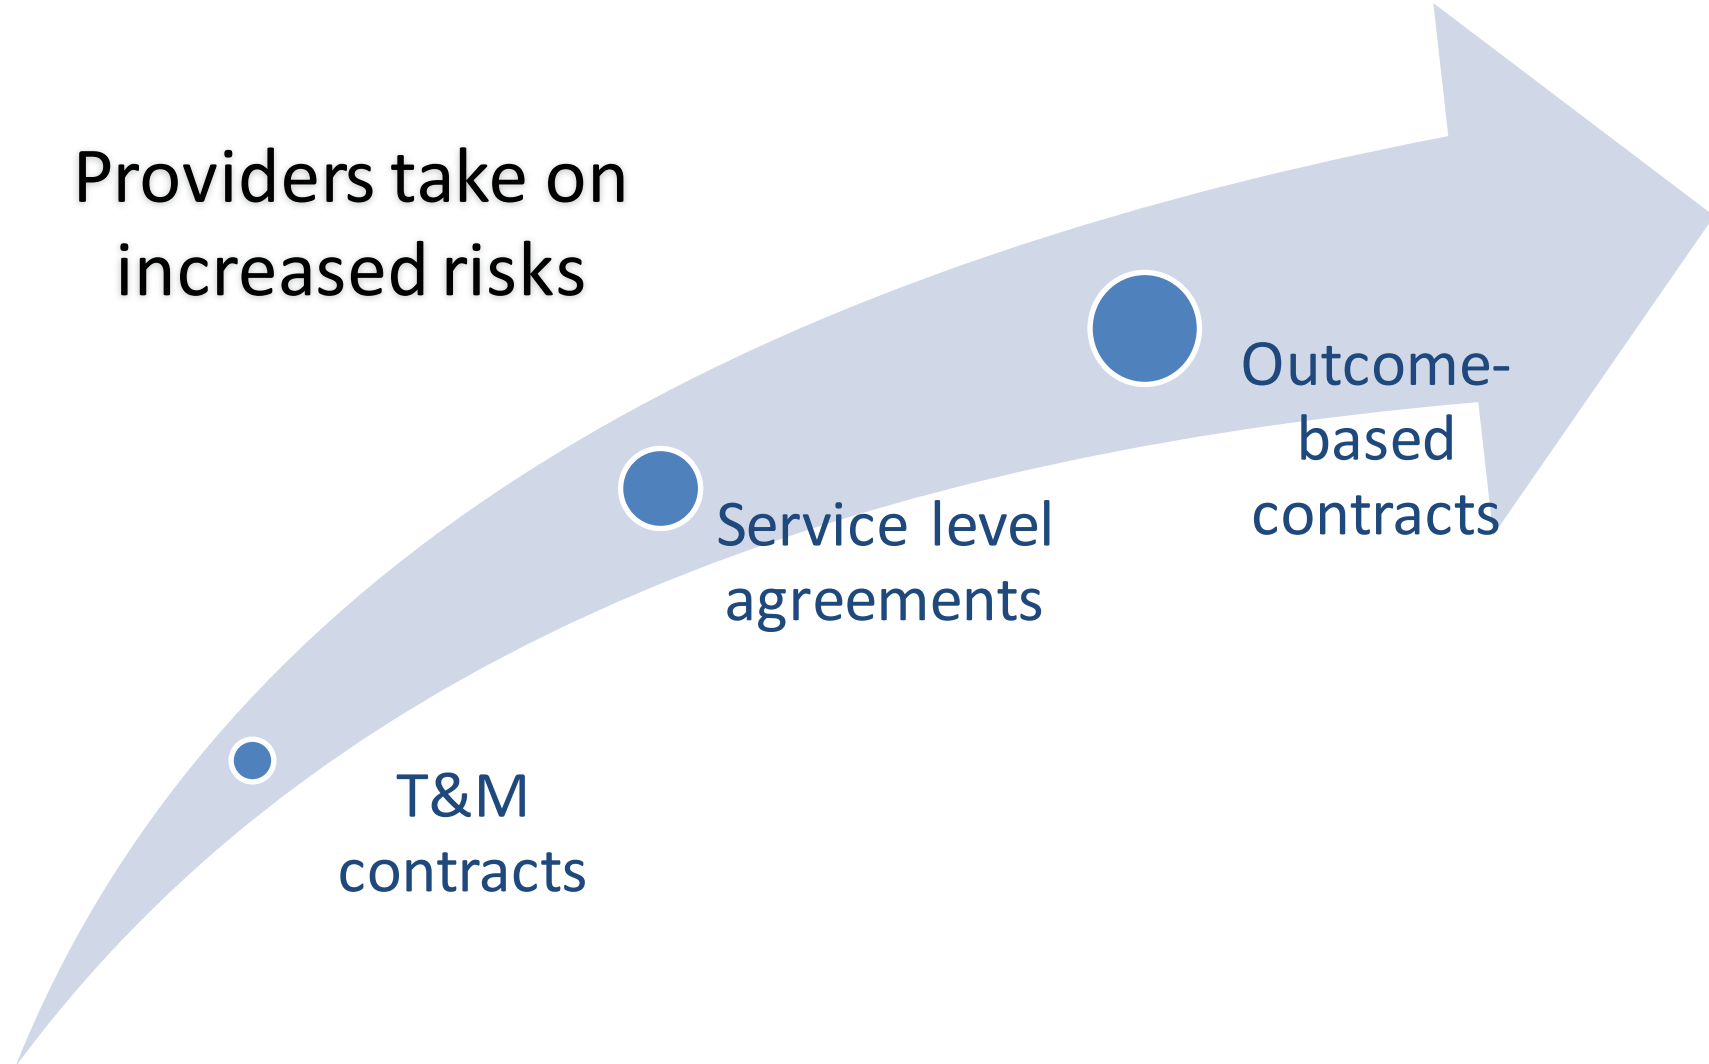 Providers take on
increased risks
Outcome-
based
contracts
Service level
agreements
T&M
contracts